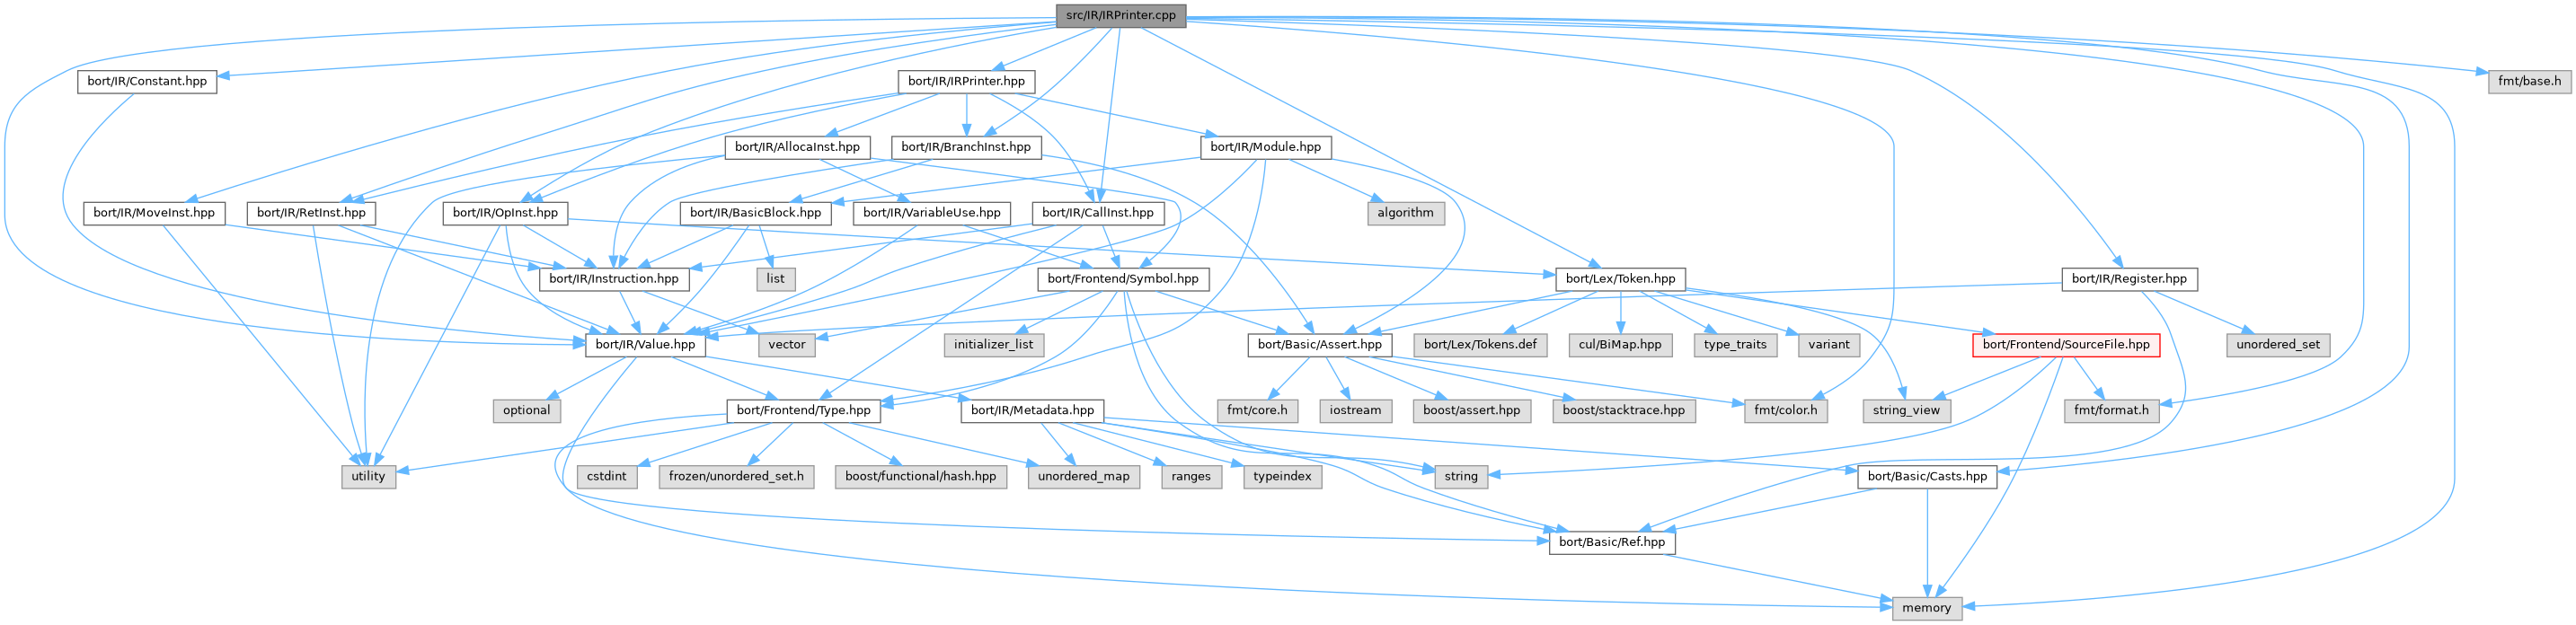 src/IR/IRPrinter.cpp
bort/IR/Constant.hpp
bort/IR/IRPrinter.hpp
fmt/base.h
bort/IR/AllocaInst.hpp
bort/IR/BranchInst.hpp
bort/IR/Module.hpp
bort/IR/MoveInst.hpp
bort/IR/RetInst.hpp
bort/IR/OpInst.hpp
bort/IR/BasicBlock.hpp
bort/IR/VariableUse.hpp
bort/IR/CallInst.hpp
algorithm
bort/IR/Instruction.hpp
list
bort/Frontend/Symbol.hpp
bort/Lex/Token.hpp
bort/IR/Register.hpp
bort/IR/Value.hpp
vector
initializer_list
bort/Basic/Assert.hpp
bort/Lex/Tokens.def
cul/BiMap.hpp
type_traits
variant
bort/Frontend/SourceFile.hpp
unordered_set
optional
bort/Frontend/Type.hpp
bort/IR/Metadata.hpp
fmt/core.h
iostream
boost/assert.hpp
boost/stacktrace.hpp
fmt/color.h
string_view
fmt/format.h
utility
cstdint
frozen/unordered_set.h
boost/functional/hash.hpp
unordered_map
ranges
typeindex
string
bort/Basic/Casts.hpp
bort/Basic/Ref.hpp
memory